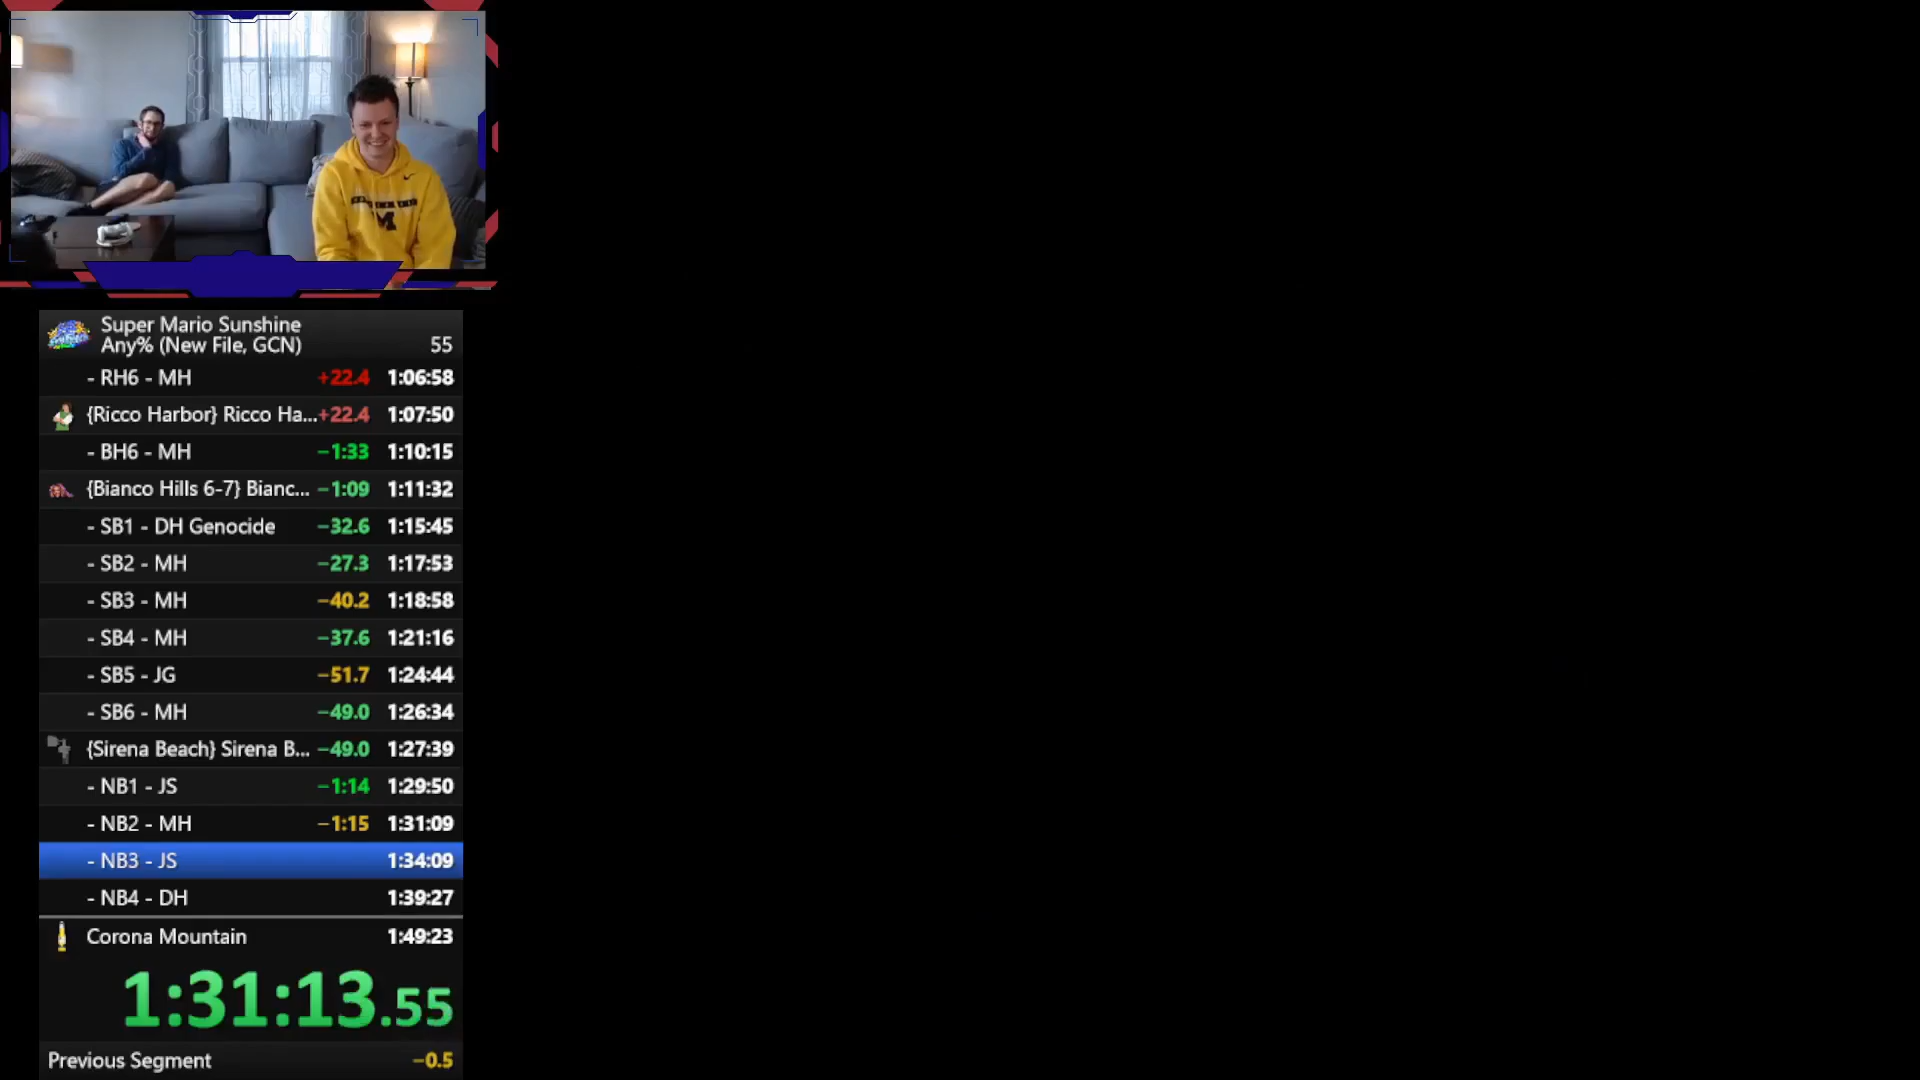 Super Mario Sunshine
Any% (New File, GCN) 55
- RH6 - MH +22.4 1:06:58
{Ricco Harbor} Ricco Ha... +22.4 1:07:50
- BH6 - MH −1:33 1:10:15
{Bianco Hills 6-7} Bianc... −1:09 1:11:32
- SB1 - DH Genocide −32.6 1:15:45
- SB2 - MH −27.3 1:17:53
- SB3 - MH −40.2 1:18:58
- SB4 - MH −37.6 1:21:16
- SB5 - JG −51.7 1:24:44
- SB6 - MH −49.0 1:26:34
{Sirena Beach} Sirena B... −49.0 1:27:39
- NB1 - JS −1:14 1:29:50
- NB2 - MH −1:15 1:31:09
- NB3 - JS 1:34:09
- NB4 - DH 1:39:27
Corona Mountain 1:49:23
1:31:13.55
Previous Segment −0.5